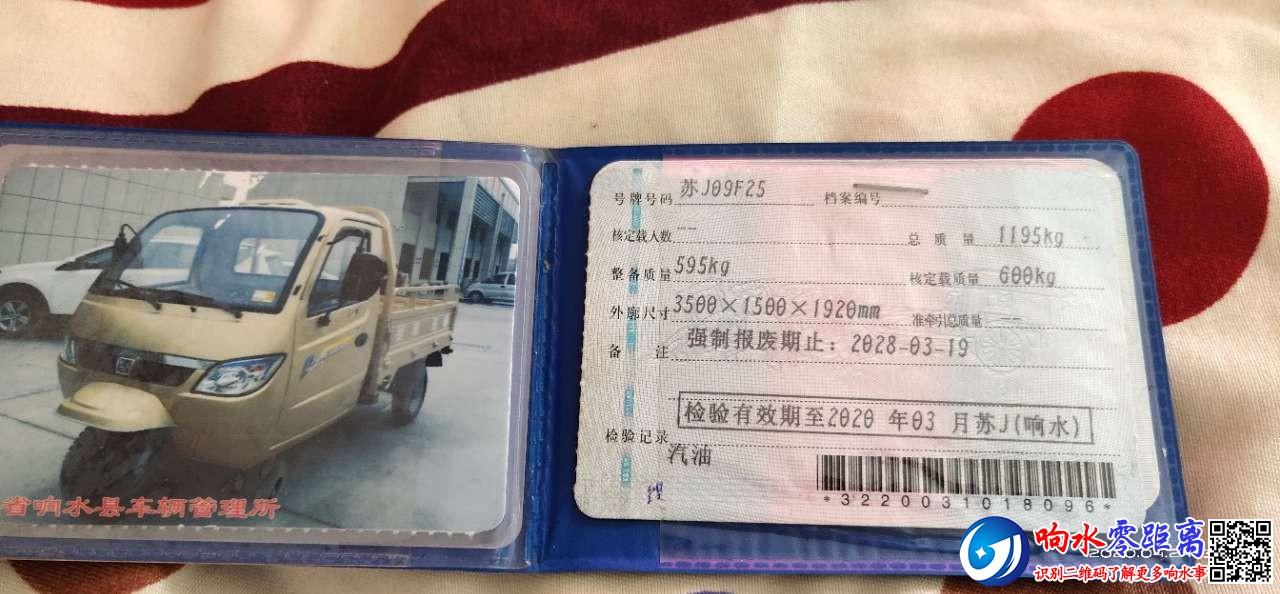 省响水县车辆管理所
号牌号码 苏J09F25 档案编号
核定载人数 -- 总质量 1195kg
整备质量 595kg 核定载质量 600kg
外廓尺寸 3500×1500×1920mm 准牵引总质量 --
备注 强制报废期止：2028-03-19
检验有效期至2020 年03 月苏J(响水)
检验记录
汽油
*3220031018096*
响水零距离
识别二维码了解更多响水事